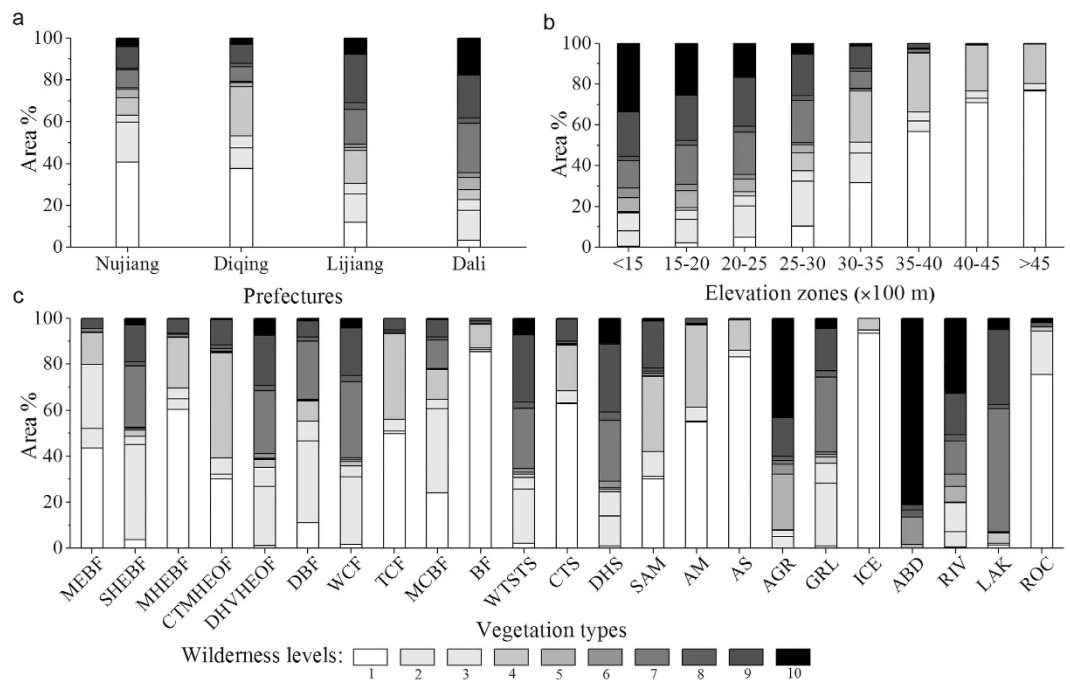 a
100
80
60
40
20
0
Area %
Nujiang Diqing Lijiang Dali
Prefectures
b
100
80
60
40
20
0
Area %
<15 15-20 20-25 25-30 30-35 35-40 40-45 >45
Elevation zones (×100 m)
c
100
80
60
40
20
0
Area %
MEBF SHEBF MHEBF CTMHEOF DHVHEOF DBF WCF TCF MCBF BF WTSTS CTS DHS SAM AM AS AGR GRL ICE ABD RIV LAK ROC
Vegetation types
Wilderness levels:
1 2 3 4 5 6 7 8 9 10